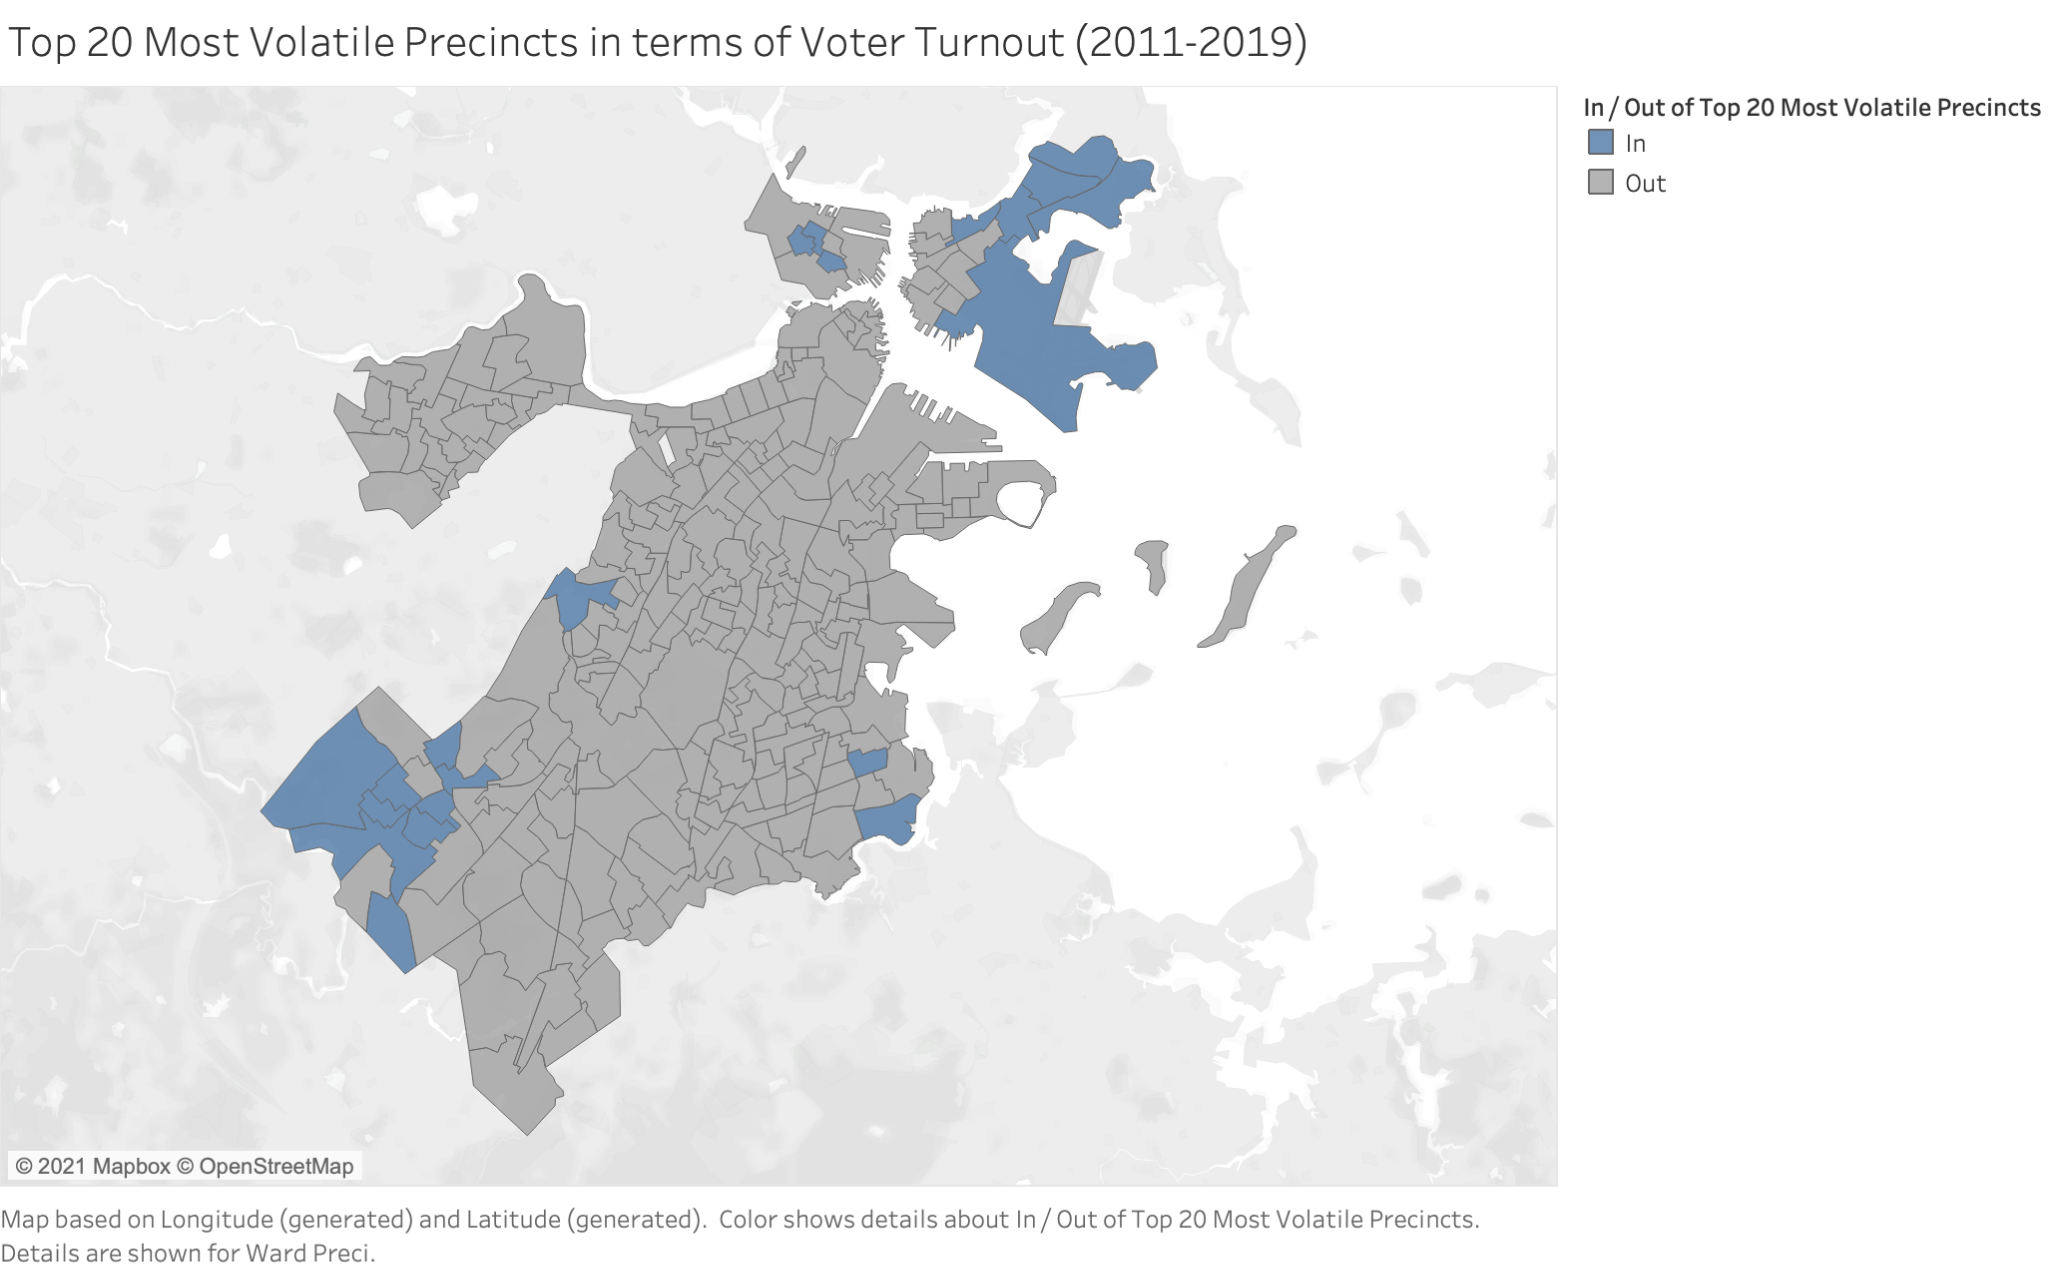 Top 20 Most Volatile Precincts in terms of Voter Turnout (2011-2019)
In / Out of Top 20 Most Volatile Precincts
In
Out
© 2021 Mapbox © OpenStreetMap
Map based on Longitude (generated) and Latitude (generated).  Color shows details about In / Out of Top 20 Most Volatile Precincts.
Details are shown for Ward Preci.